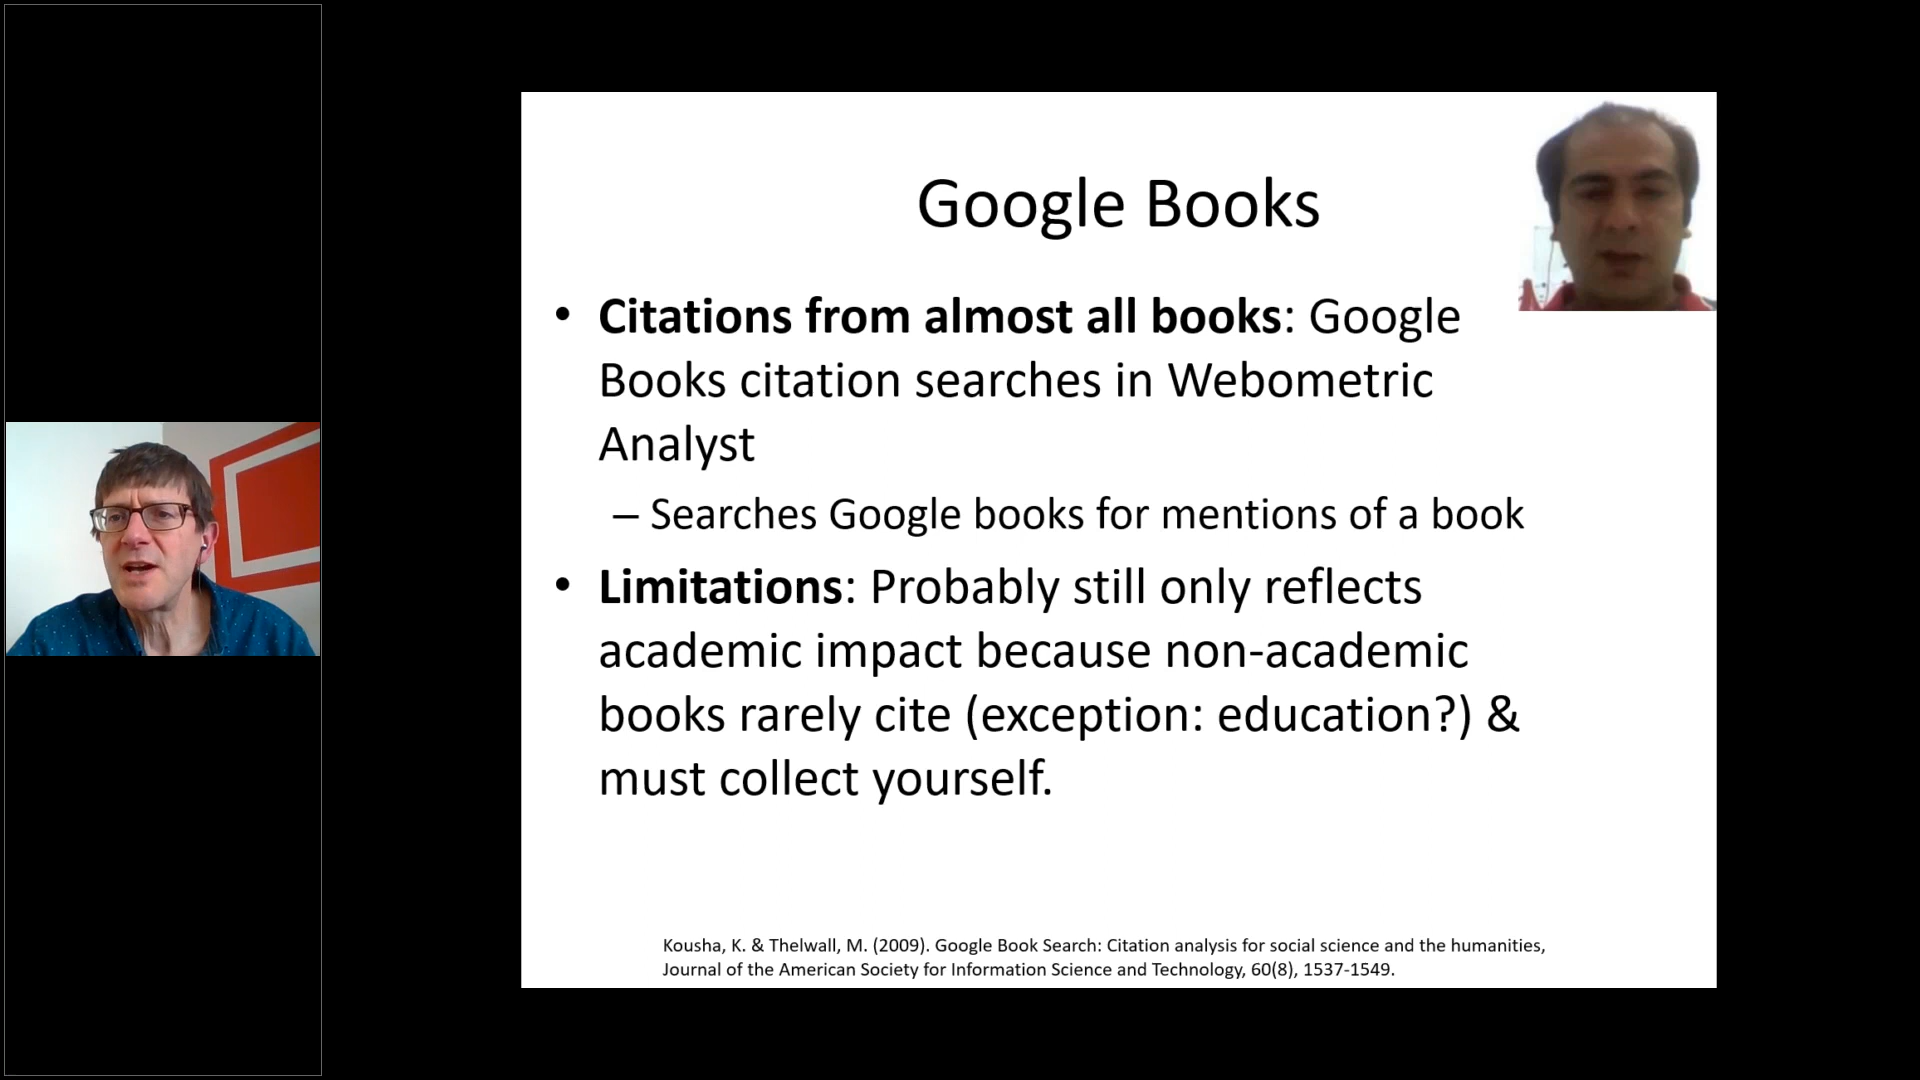 Google Books
• Citations from almost all books: Google
Books citation searches in Webometric
Analyst
– Searches Google books for mentions of a book
• Limitations: Probably still only reflects
academic impact because non-academic
books rarely cite (exception: education?) &
must collect yourself.
Kousha, K. & Thelwall, M. (2009). Google Book Search: Citation analysis for social science and the humanities,
Journal of the American Society for Information Science and Technology, 60(8), 1537-1549.